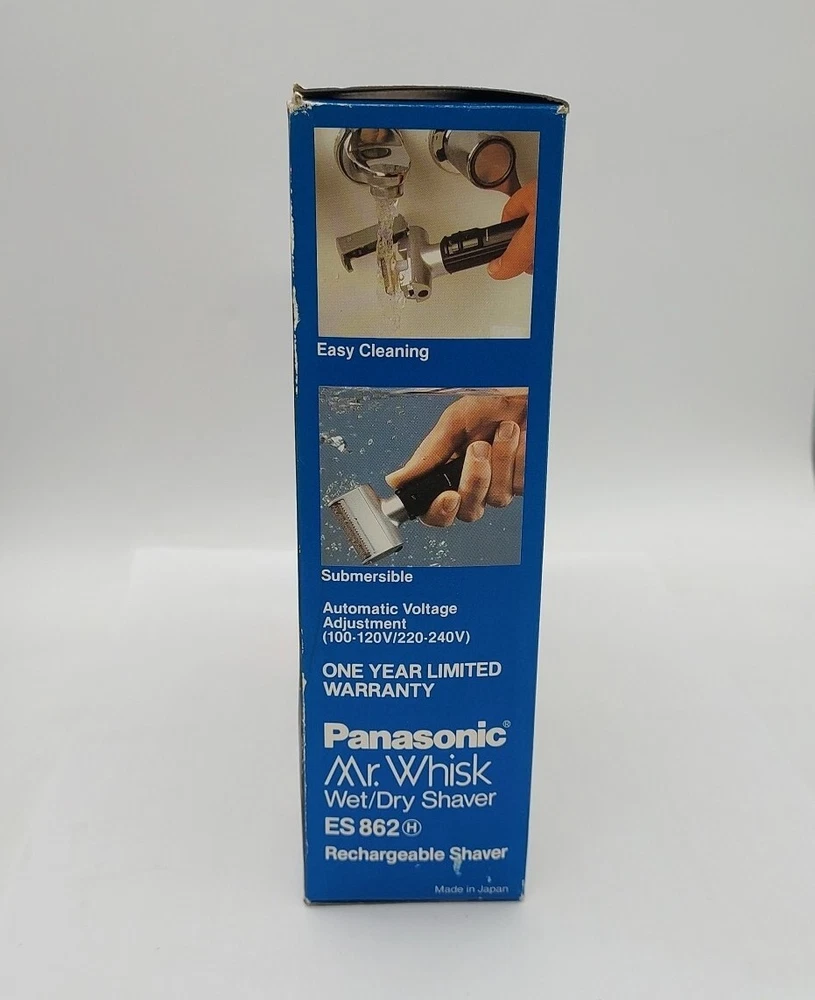 Easy Cleaning
Submersible
Automatic Voltage
Adjustment
(100-120V/220-240V)
ONE YEAR LIMITED
WARRANTY
Panasonic®
Mr. Whisk
Wet/Dry Shaver
ES 862 Ⓗ
Rechargeable Shaver
Made in Japan